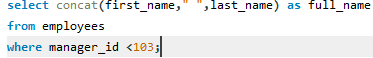 select concat(first_name," ",last_name) as full_name
from employees
where manager_id <103;